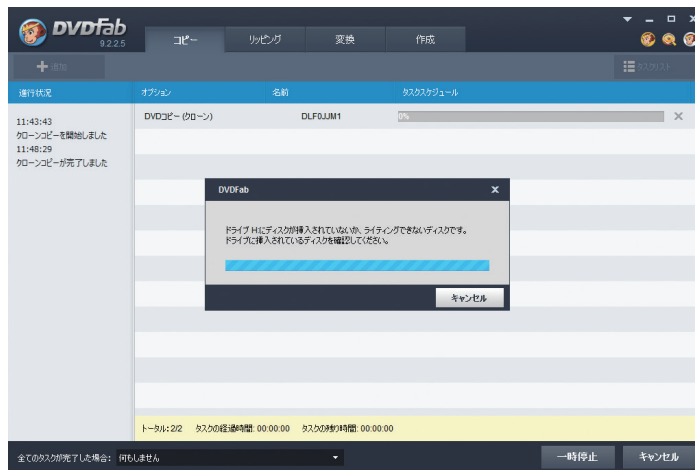 DVDFab
9.2.2.5
コピー
リッピング
変換
作成
追加
タスクリスト
進行状況
オプション
名前
タスクスケジュール
11:43:43
クローンコピーを開始しました
11:48:29
クローンコピーが完了しました
DVDコピー (クローン)
DLF0JJM1
0%
DVDFab
ドライブ H:にディスクが挿入されていないか、ライティングできないディスクです。
ドライブに挿入されているディスクを確認してください。
キャンセル
トータル: 2/2 タスクの経過時間: 00:00:00 タスクの残り時間: 00:00:00
全てのタスクが完了した場合: 何もしません
一時停止
キャンセル